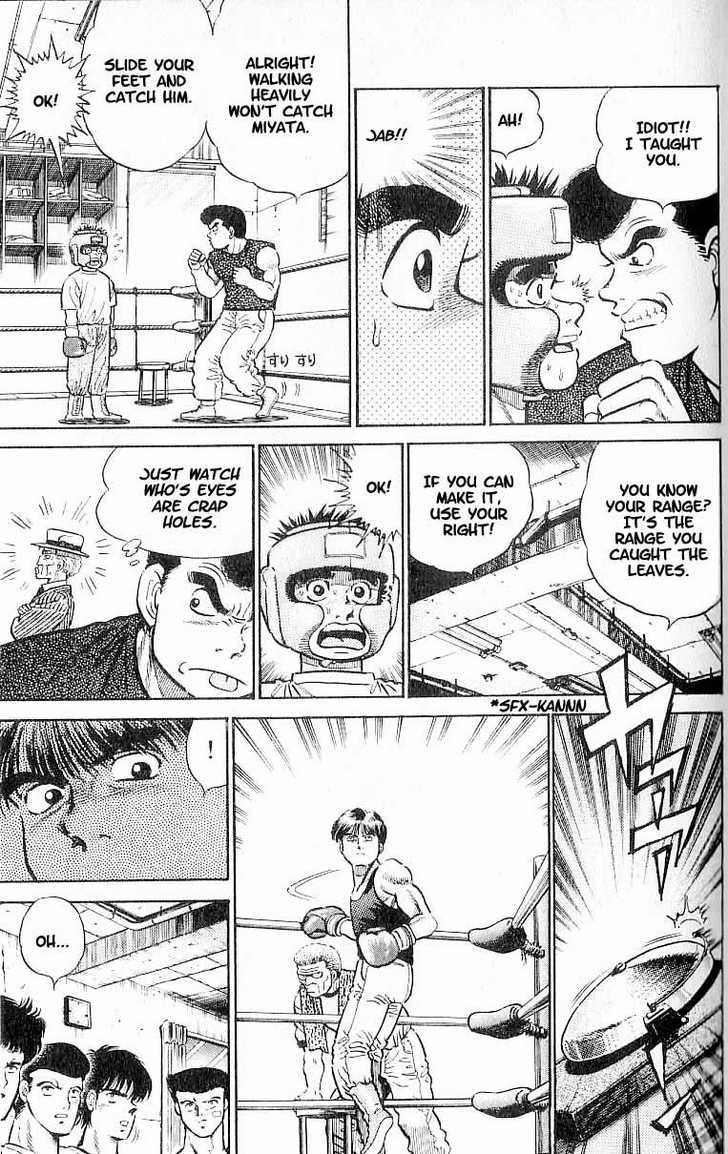 IDIOT!!
I TAUGHT
YOU.
AH!
JAB!!
ALRIGHT!
WALKING
HEAVILY
WON'T CATCH
MIYATA.
SLIDE YOUR
FEET AND
CATCH HIM.
OK!
すり すり
YOU KNOW
YOUR RANGE?
IT'S THE
RANGE YOU
CAUGHT THE
LEAVES.
IF YOU CAN
MAKE IT,
USE YOUR
RIGHT!
OK!
JUST WATCH
WHO'S EYES
ARE CRAP
HOLES.
*SFX-KANNN
!
OH...